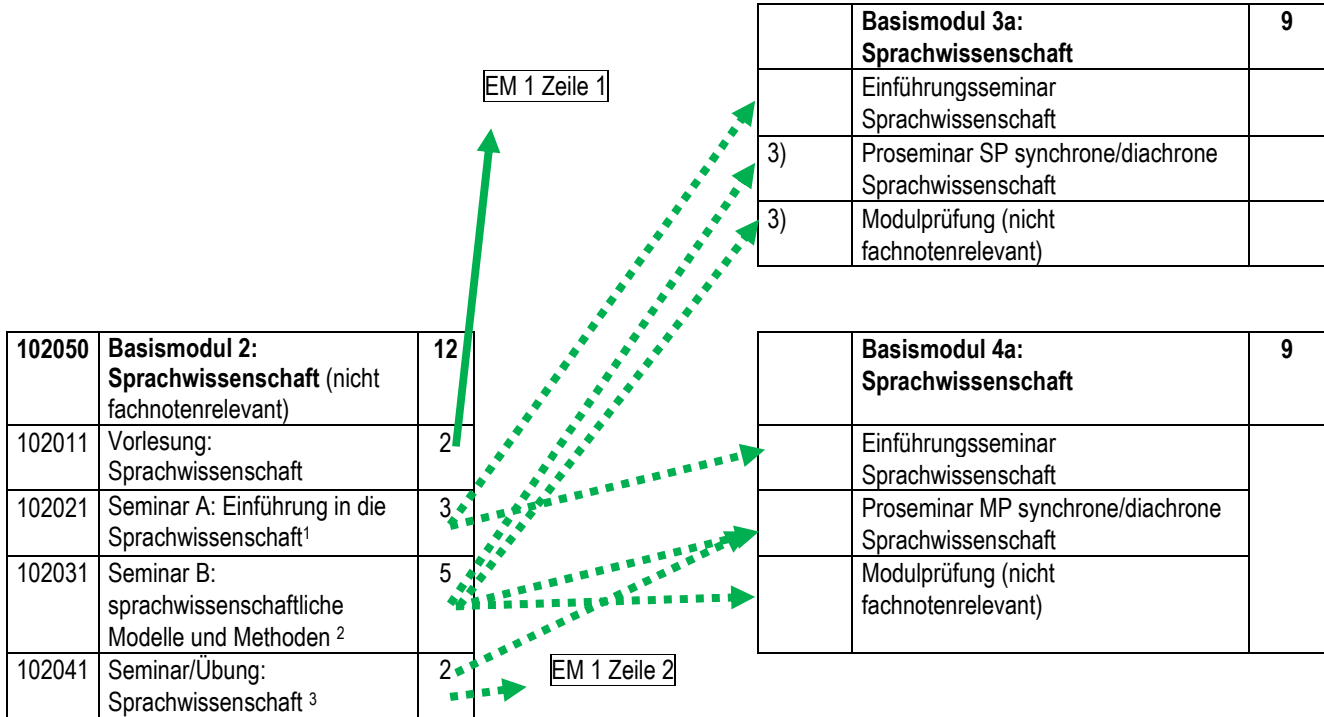 Basismodul 3a: 9
Sprachwissenschaft
EM 1 Zeile 1
Einführungsseminar
Sprachwissenschaft
3) Proseminar SP synchrone/diachrone
Sprachwissenschaft
3) Modulprüfung (nicht
fachnotenrelevant)
102050 Basismodul 2: 12
Sprachwissenschaft (nicht
fachnotenrelevant)
102011 Vorlesung: 2
Sprachwissenschaft
102021 Seminar A: Einführung in die 3
Sprachwissenschaft1
102031 Seminar B: 5
sprachwissenschaftliche
Modelle und Methoden 2
102041 Seminar/Übung: 2
Sprachwissenschaft 3
EM 1 Zeile 2
Basismodul 4a: 9
Sprachwissenschaft
Einführungsseminar
Sprachwissenschaft
Proseminar MP synchrone/diachrone
Sprachwissenschaft
Modulprüfung (nicht
fachnotenrelevant)